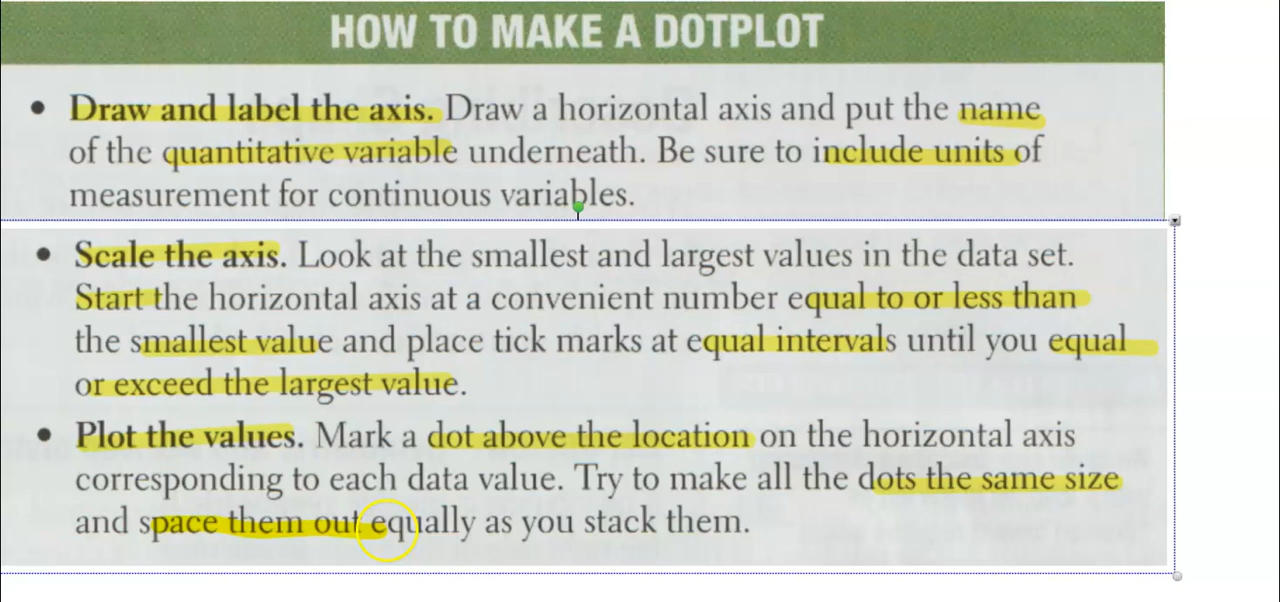 HOW TO MAKE A DOTPLOT
• Draw and label the axis. Draw a horizontal axis and put the name
of the quantitative variable underneath. Be sure to include units of
measurement for continuous variables.
• Scale the axis. Look at the smallest and largest values in the data set.
Start the horizontal axis at a convenient number equal to or less than
the smallest value and place tick marks at equal intervals until you equal
or exceed the largest value.
• Plot the values. Mark a dot above the location on the horizontal axis
corresponding to each data value. Try to make all the dots the same size
and space them out equally as you stack them.